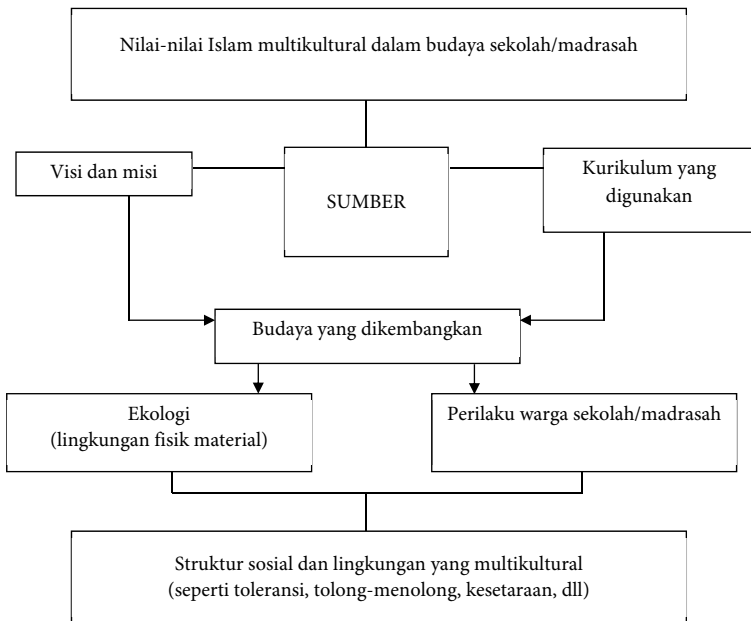 Nilai-nilai Islam multikultural dalam budaya sekolah/madrasah
Visi dan misi
SUMBER
Kurikulum yang
digunakan
Budaya yang dikembangkan
Ekologi
(lingkungan fisik material)
Perilaku warga sekolah/madrasah
Struktur sosial dan lingkungan yang multikultural
(seperti toleransi, tolong-menolong, kesetaraan, dll)